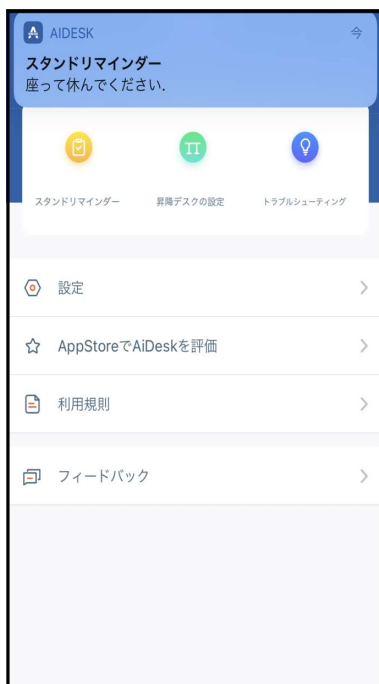 AIDESK
今
スタンドリマインダー
座って休んでください.
スタンドリマインダー
昇降デスクの設定
トラブルシューティング
設定
AppStoreでAiDeskを評価
利用規則
フィードバック